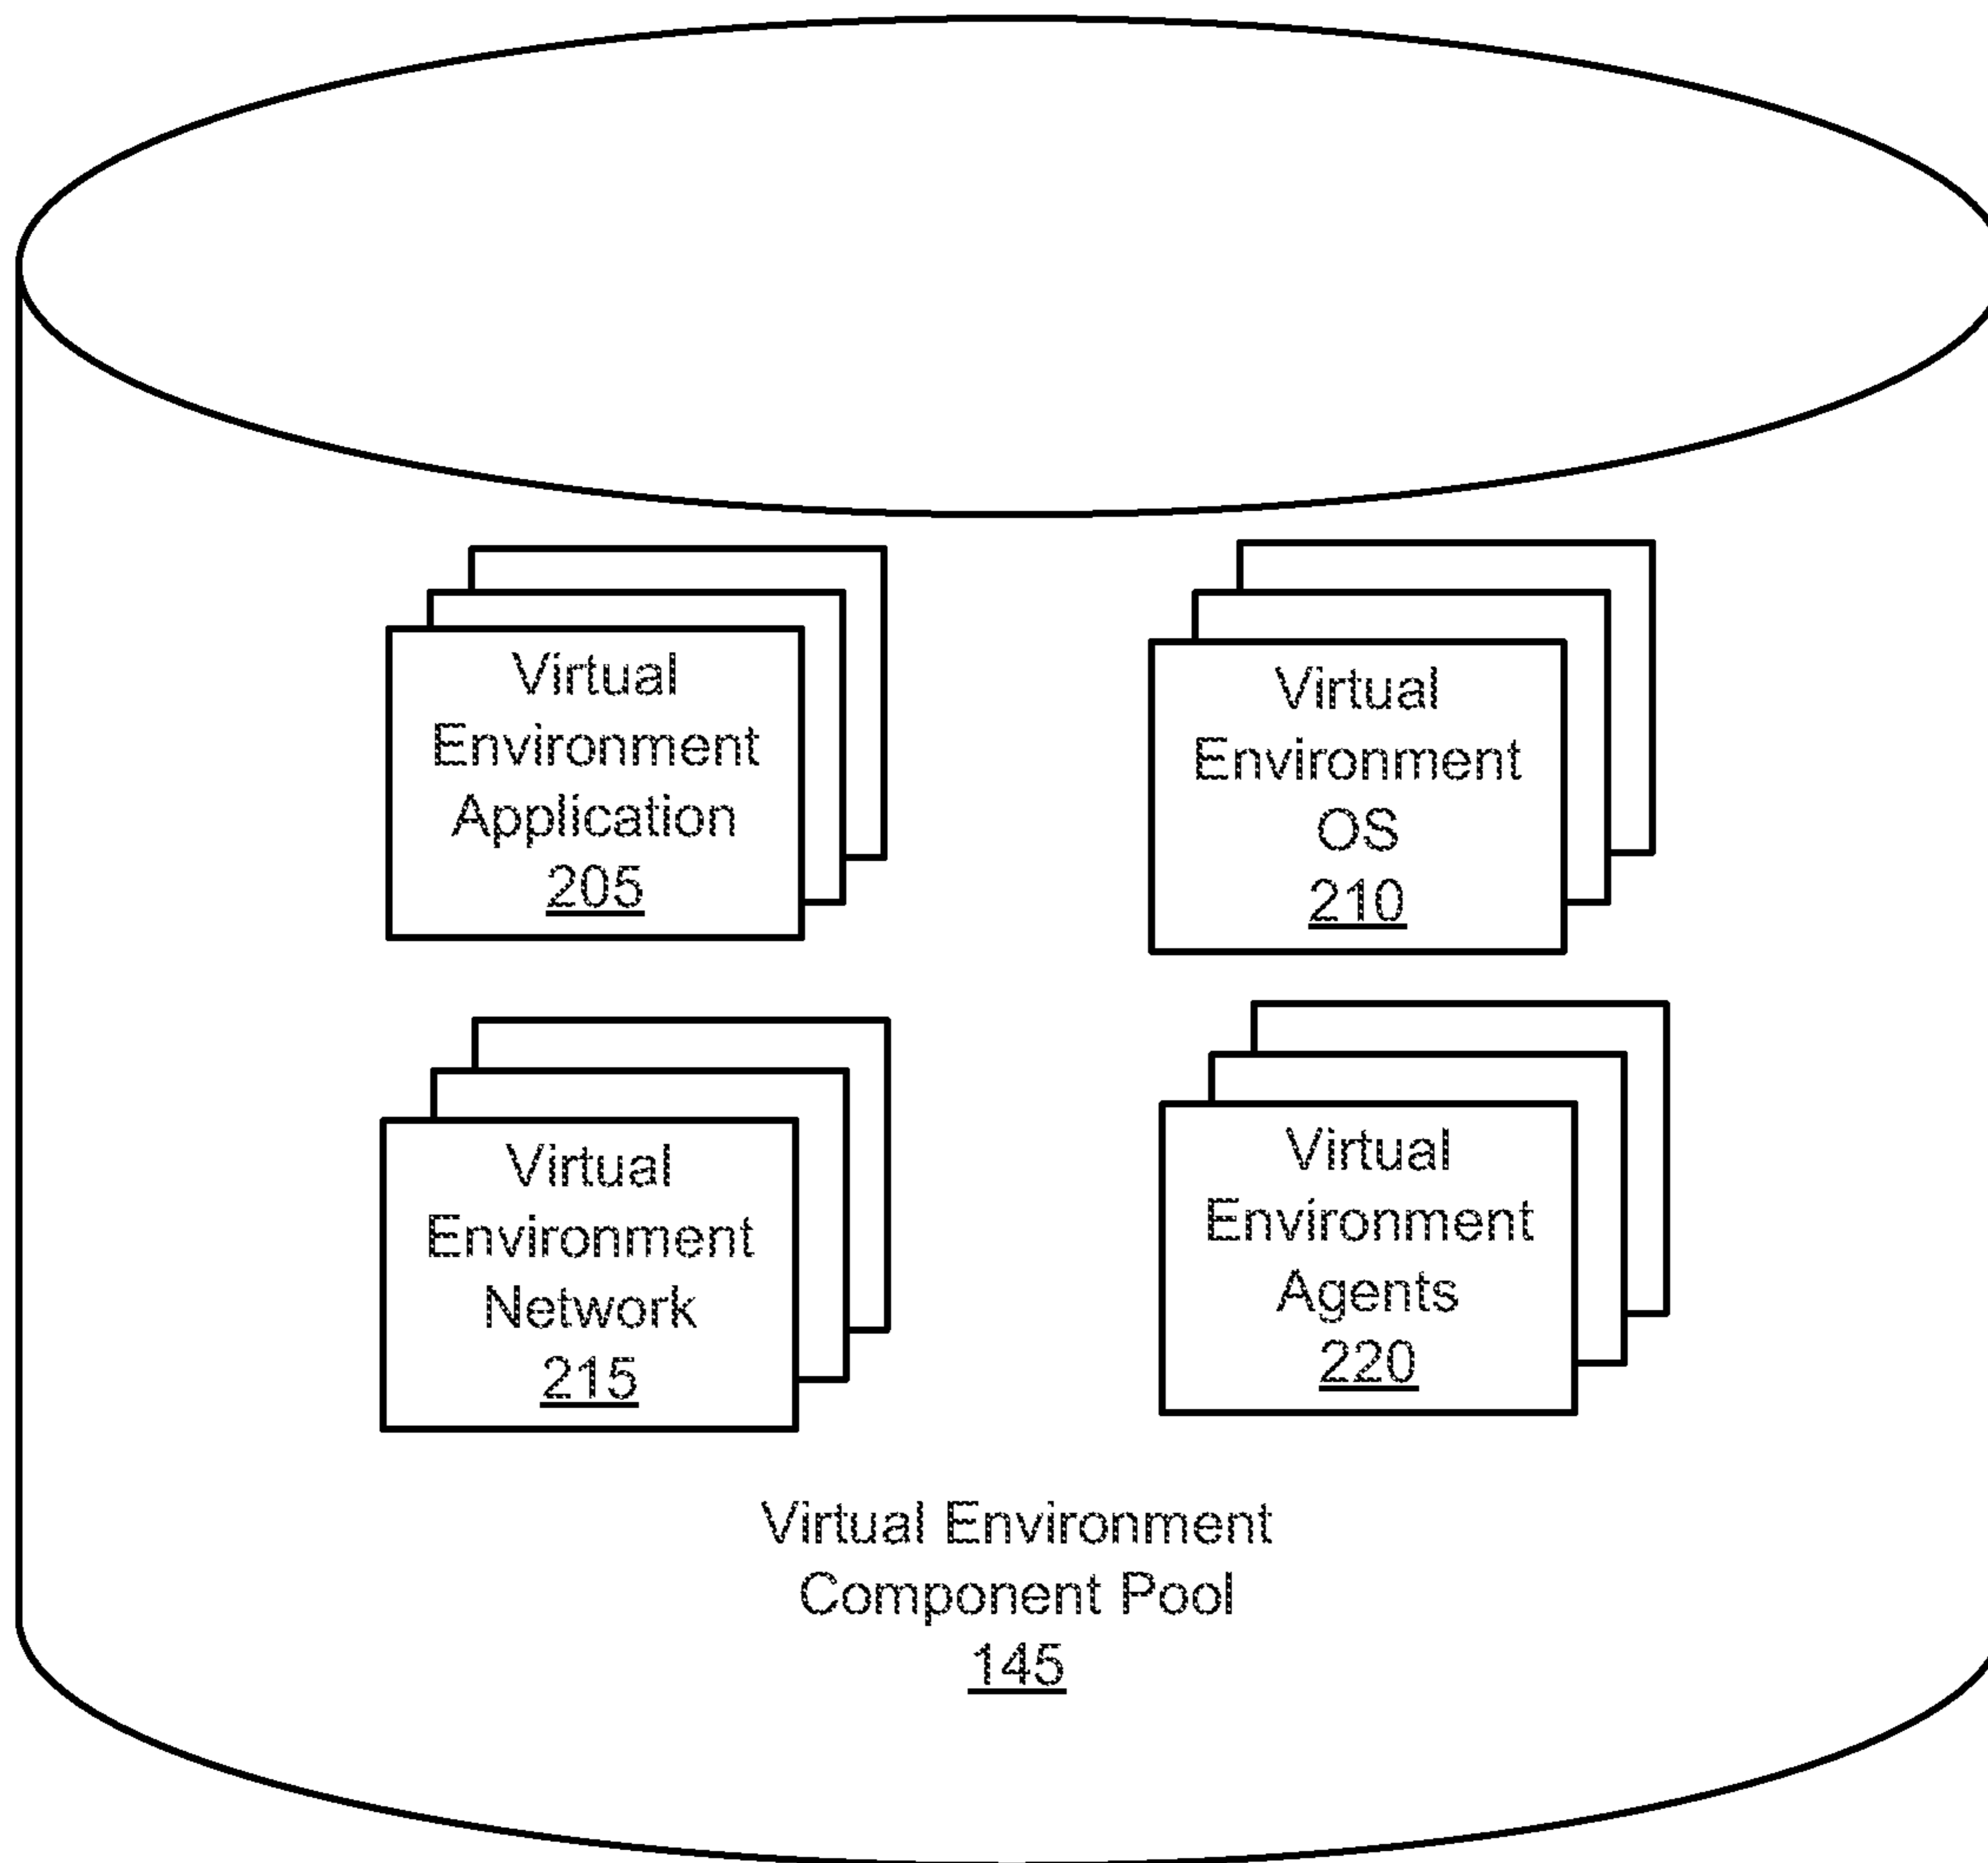 Virtual
Environment
Application
205
Virtual
Environment
OS
210
Virtual
Environment
Network
215
Virtual
Environment
Agents
220
Virtual Environment
Component Pool
145